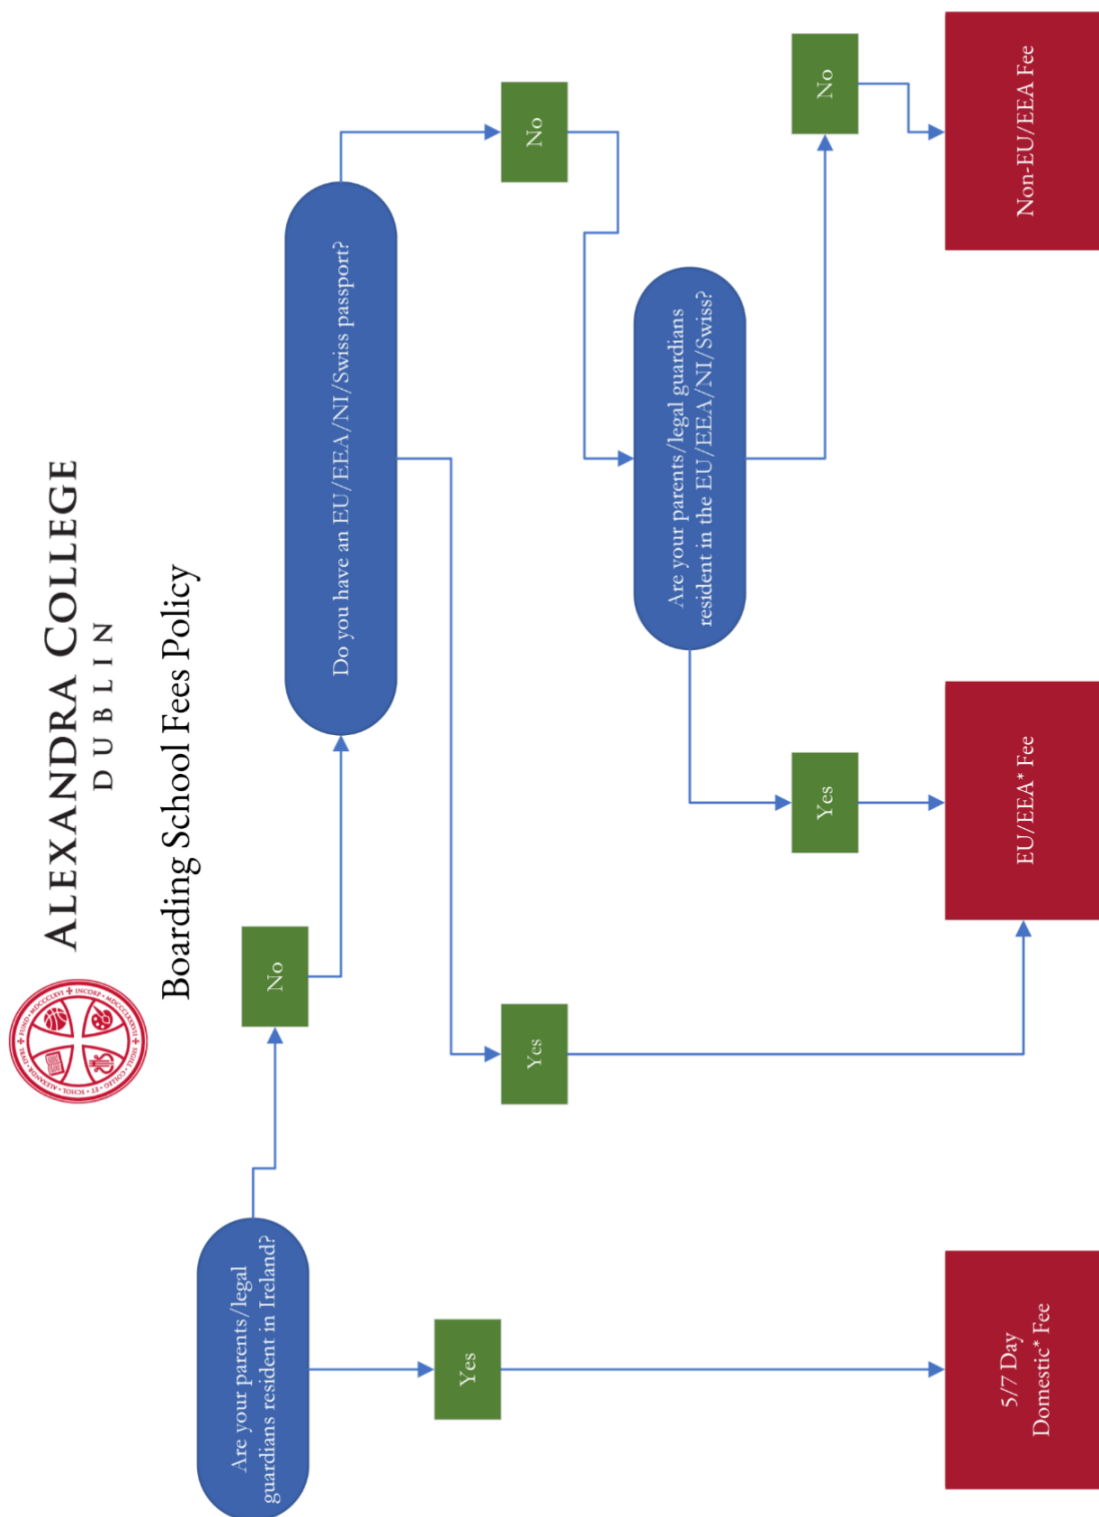 ALEXANDRA COLLEGE
DUBLIN
Boarding School Fees Policy
Are your parents/legal
guardians resident in Ireland?
No
Yes
Do you have an EU/EEA/NI/Swiss passport?
No
Yes
Are your parents/legal guardians
resident in the EU/EEA/NI/Swiss?
Yes
No
5/7 Day
Domestic* Fee
EU/EEA* Fee
Non-EU/EEA Fee